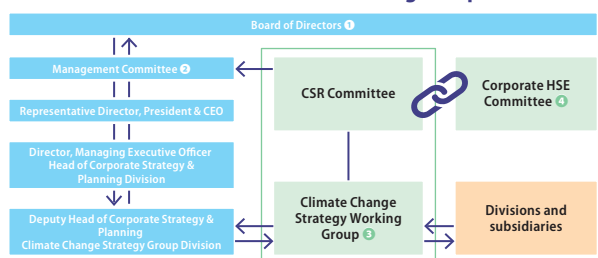 Board of Directors 1
Management Committee 2
CSR Committee
Corporate HSE
Committee 4
Representative Director, President & CEO
Director, Managing Executive Officer
Head of Corporate Strategy &
Planning Division
Deputy Head of Corporate Strategy &
Planning
Climate Change Strategy Group Division
Climate Change
Strategy Working
Group 3
Divisions and
subsidiaries